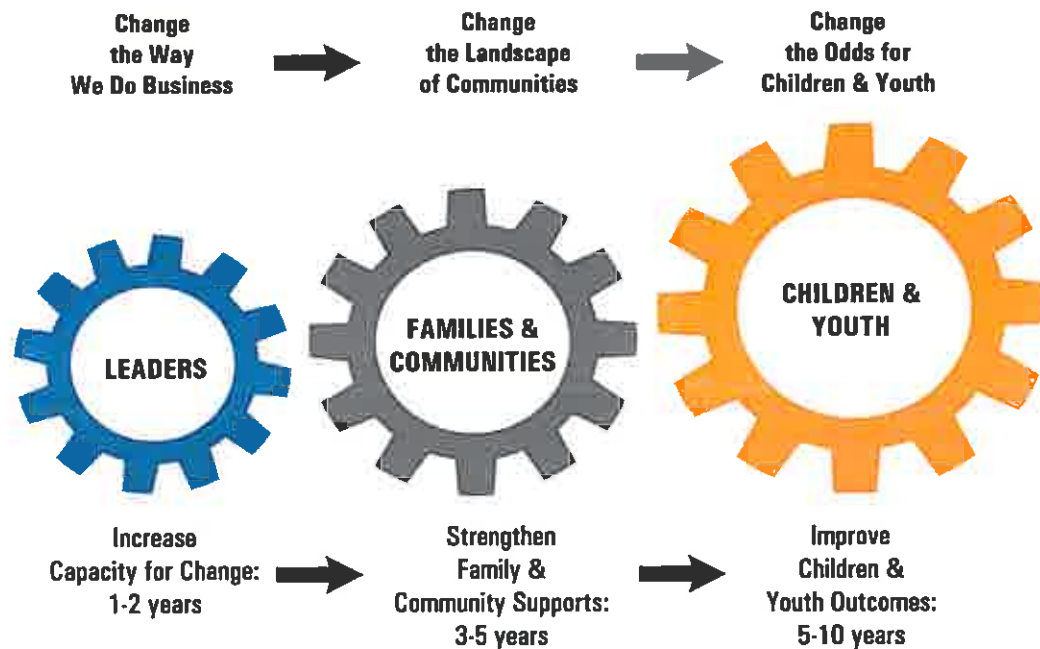 Change
the Way
We Do Business
Change
the Landscape
of Communities
Change
the Odds for
Children & Youth
LEADERS
FAMILIES &
COMMUNITIES
CHILDREN &
YOUTH
Increase
Capacity for Change:
1-2 years
Strengthen
Family &
Community Supports:
3-5 years
Improve
Children &
Youth Outcomes:
5-10 years